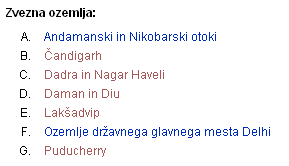 Zvezna ozemlja:
A. Andamanski in Nikobarski otoki
B. Čandigarh
C. Dadra in Nagar Haveli
D. Daman in Diu
E. Lakšadvip
F. Ozemlje državnega glavnega mesta Delhi
G. Puducherry